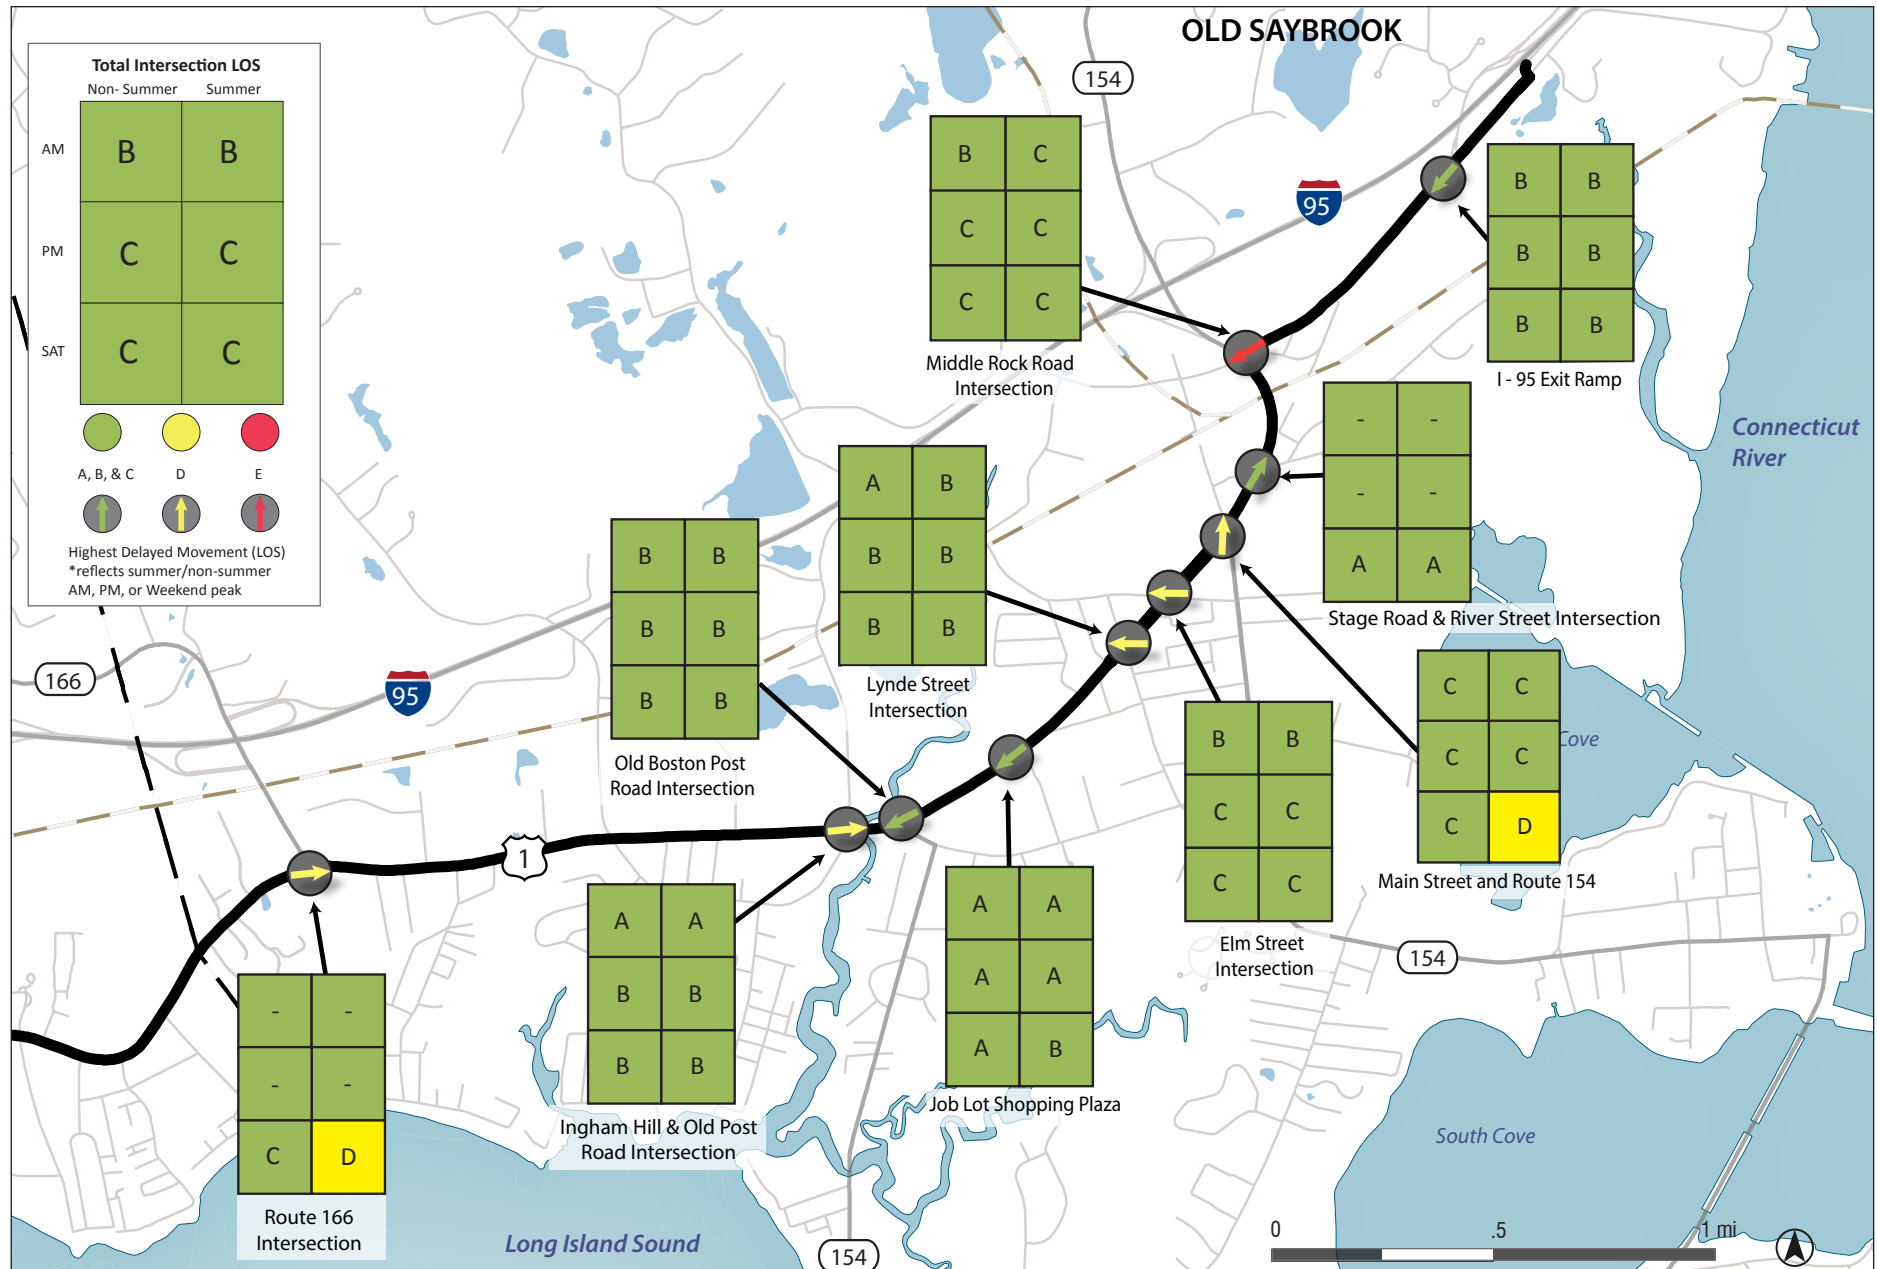 OLD SAYBROOK
Total Intersection LOS
Non- Summer Summer
AM B B
PM C C
SAT C C
A, B, & C D E
Highest Delayed Movement (LOS)
*reflects summer/non-summer
AM, PM, or Weekend peak
154
95
B C
C C
C C
Middle Rock Road
Intersection
B B
B B
B B
I - 95 Exit Ramp
- -
- -
A A
Stage Road & River Street Intersection
Connecticut
River
A B
B B
B B
Lynde Street
Intersection
B B
B B
B B
Old Boston Post
Road Intersection
166
95
C C
C C
C D
Main Street and Route 154
Cove
B B
C C
C C
Elm Street
Intersection
154
1
A A
B B
B B
Ingham Hill & Old Post
Road Intersection
A A
A A
A B
Job Lot Shopping Plaza
- -
- -
C D
Route 166
Intersection
Long Island Sound
154
South Cove
0 .5 1 mi